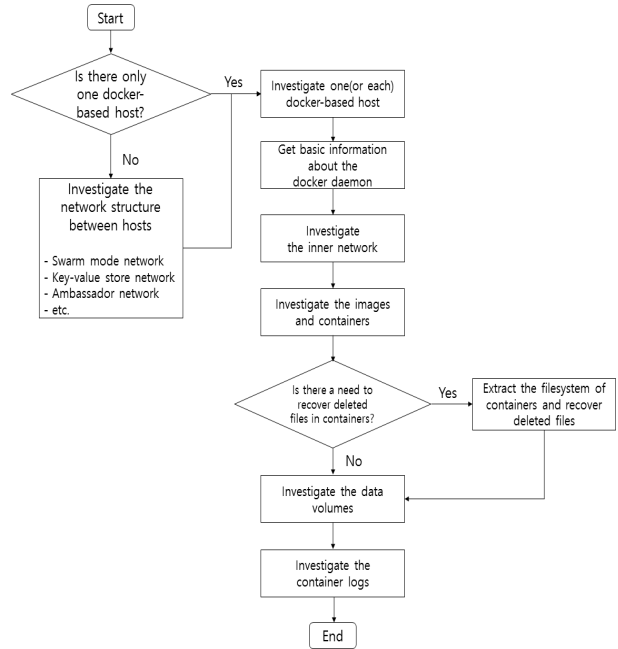 Start
Is there only
one docker-
based host?
Yes
No
Investigate the
network structure
between hosts
- Swarm mode network
- Key-value store network
- Ambassador network
- etc.
Investigate one(or each)
docker-based host
Get basic information
about the
docker daemon
Investigate
the inner network
Investigate the images
and containers
Is there a need to
recover deleted
files in containers?
Yes
Extract the filesystem of
containers and recover
deleted files
No
Investigate the data
volumes
Investigate the
container logs
End